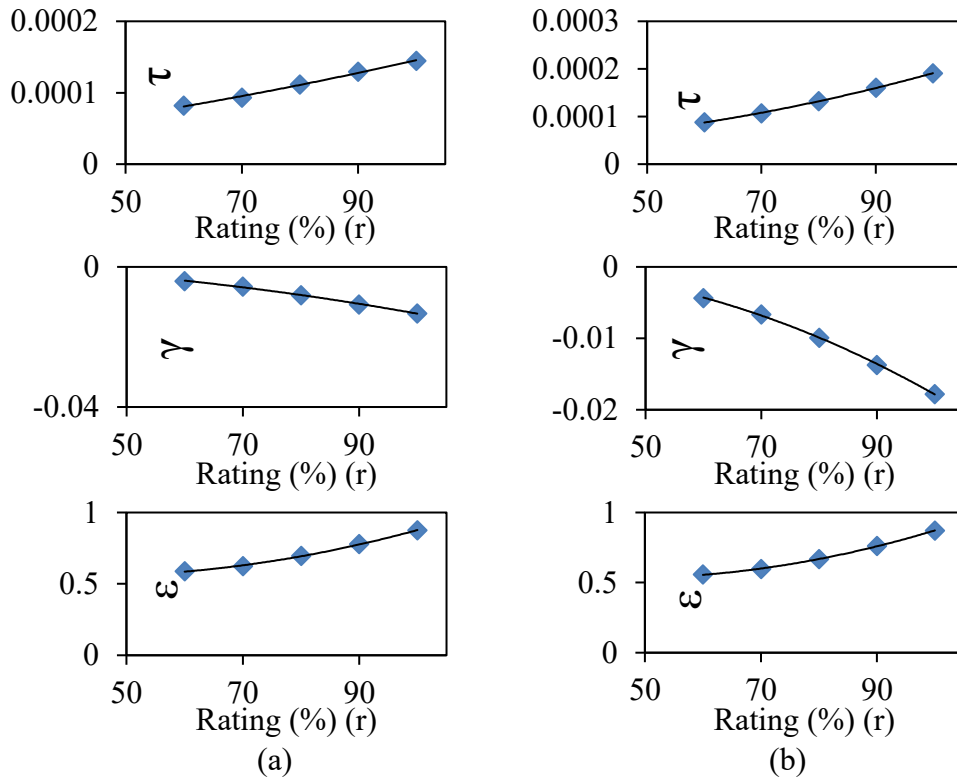 0.0002
0.0001
0
τ
50 70 90
Rating (%) (r)
0
-0.04
γ
50 70 90
Rating (%) (r)
1
0.5
0
ε
50 70 90
Rating (%) (r)
(a)
0.0003
0.0002
0.0001
0
τ
50 70 90
Rating (%) (r)
0
-0.01
-0.02
γ
50 70 90
Rating (%) (r)
1
0.5
0
ε
50 70 90
Rating (%) (r)
(b)